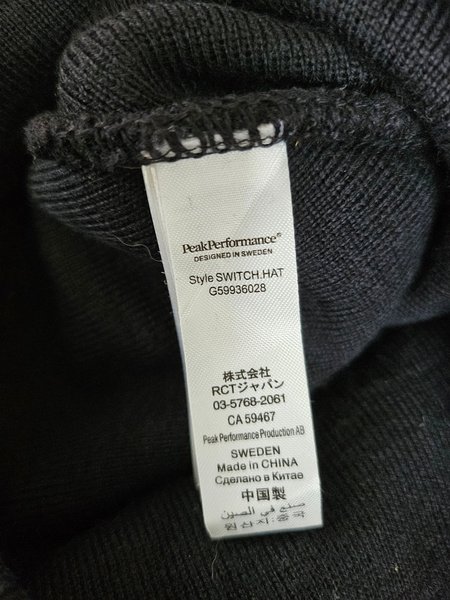 PeakPerformance®
DESIGNED IN SWEDEN
Style SWITCH.HAT
G59936028
株式会社
RCTジャパン
03-5768-2061
CA 59467
Peak Performance Production AB
SWEDEN
Made in CHINA
Сделано в Китае
中国製